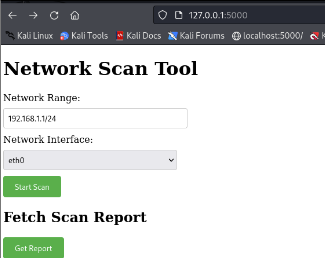 127.0.0.1:5000
Kali Linux Kali Tools Kali Docs Kali Forums localhost:5000/
Network Scan Tool
Network Range:
192.168.1.1/24
Network Interface:
eth0
Start Scan
Fetch Scan Report
Get Report